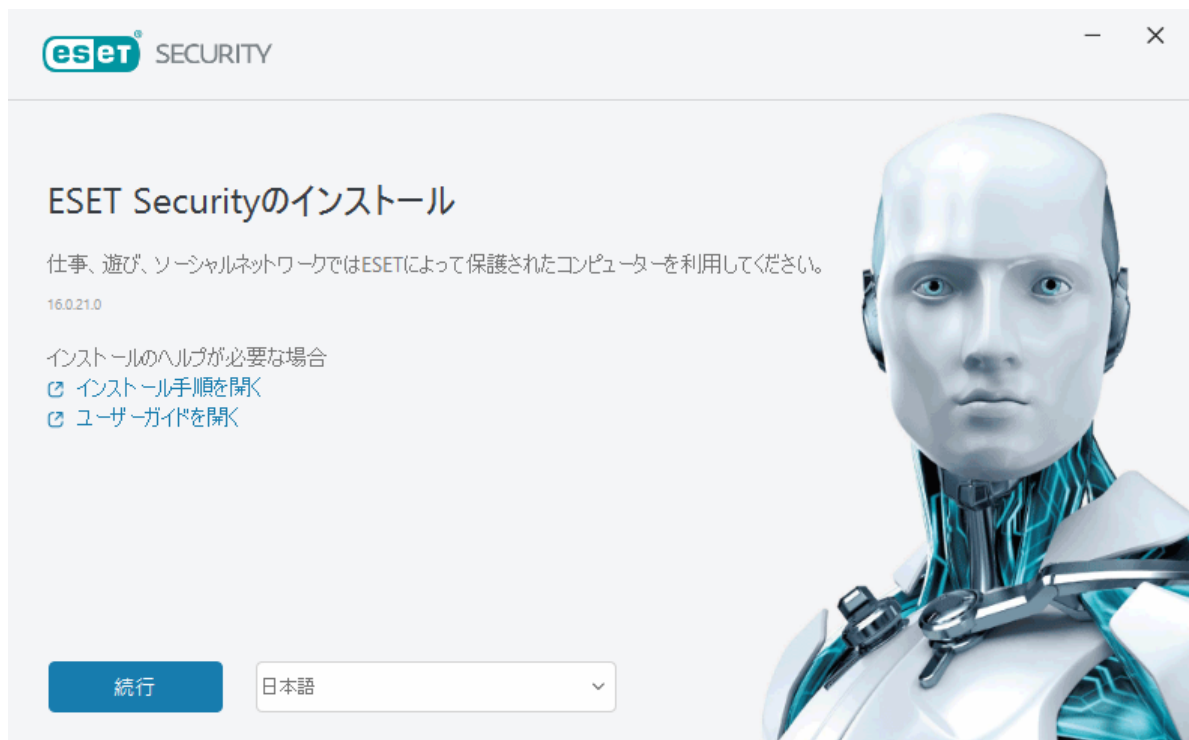 eset® SECURITY
ESET Securityのインストール
仕事、遊び、ソーシャルネットワークではESETによって保護されたコンピューターを利用してください。
16.0.21.0
インストールのヘルプが必要な場合
インストール手順を開く
ユーザーガイドを開く
続行
日本語